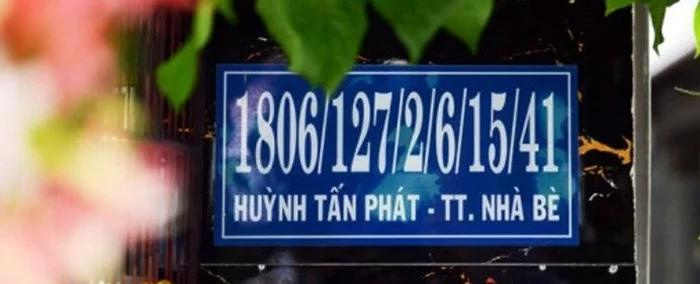 1806/127/2/6/15/41
HUỲNH TẤN PHÁT - TT. NHÀ BÈ